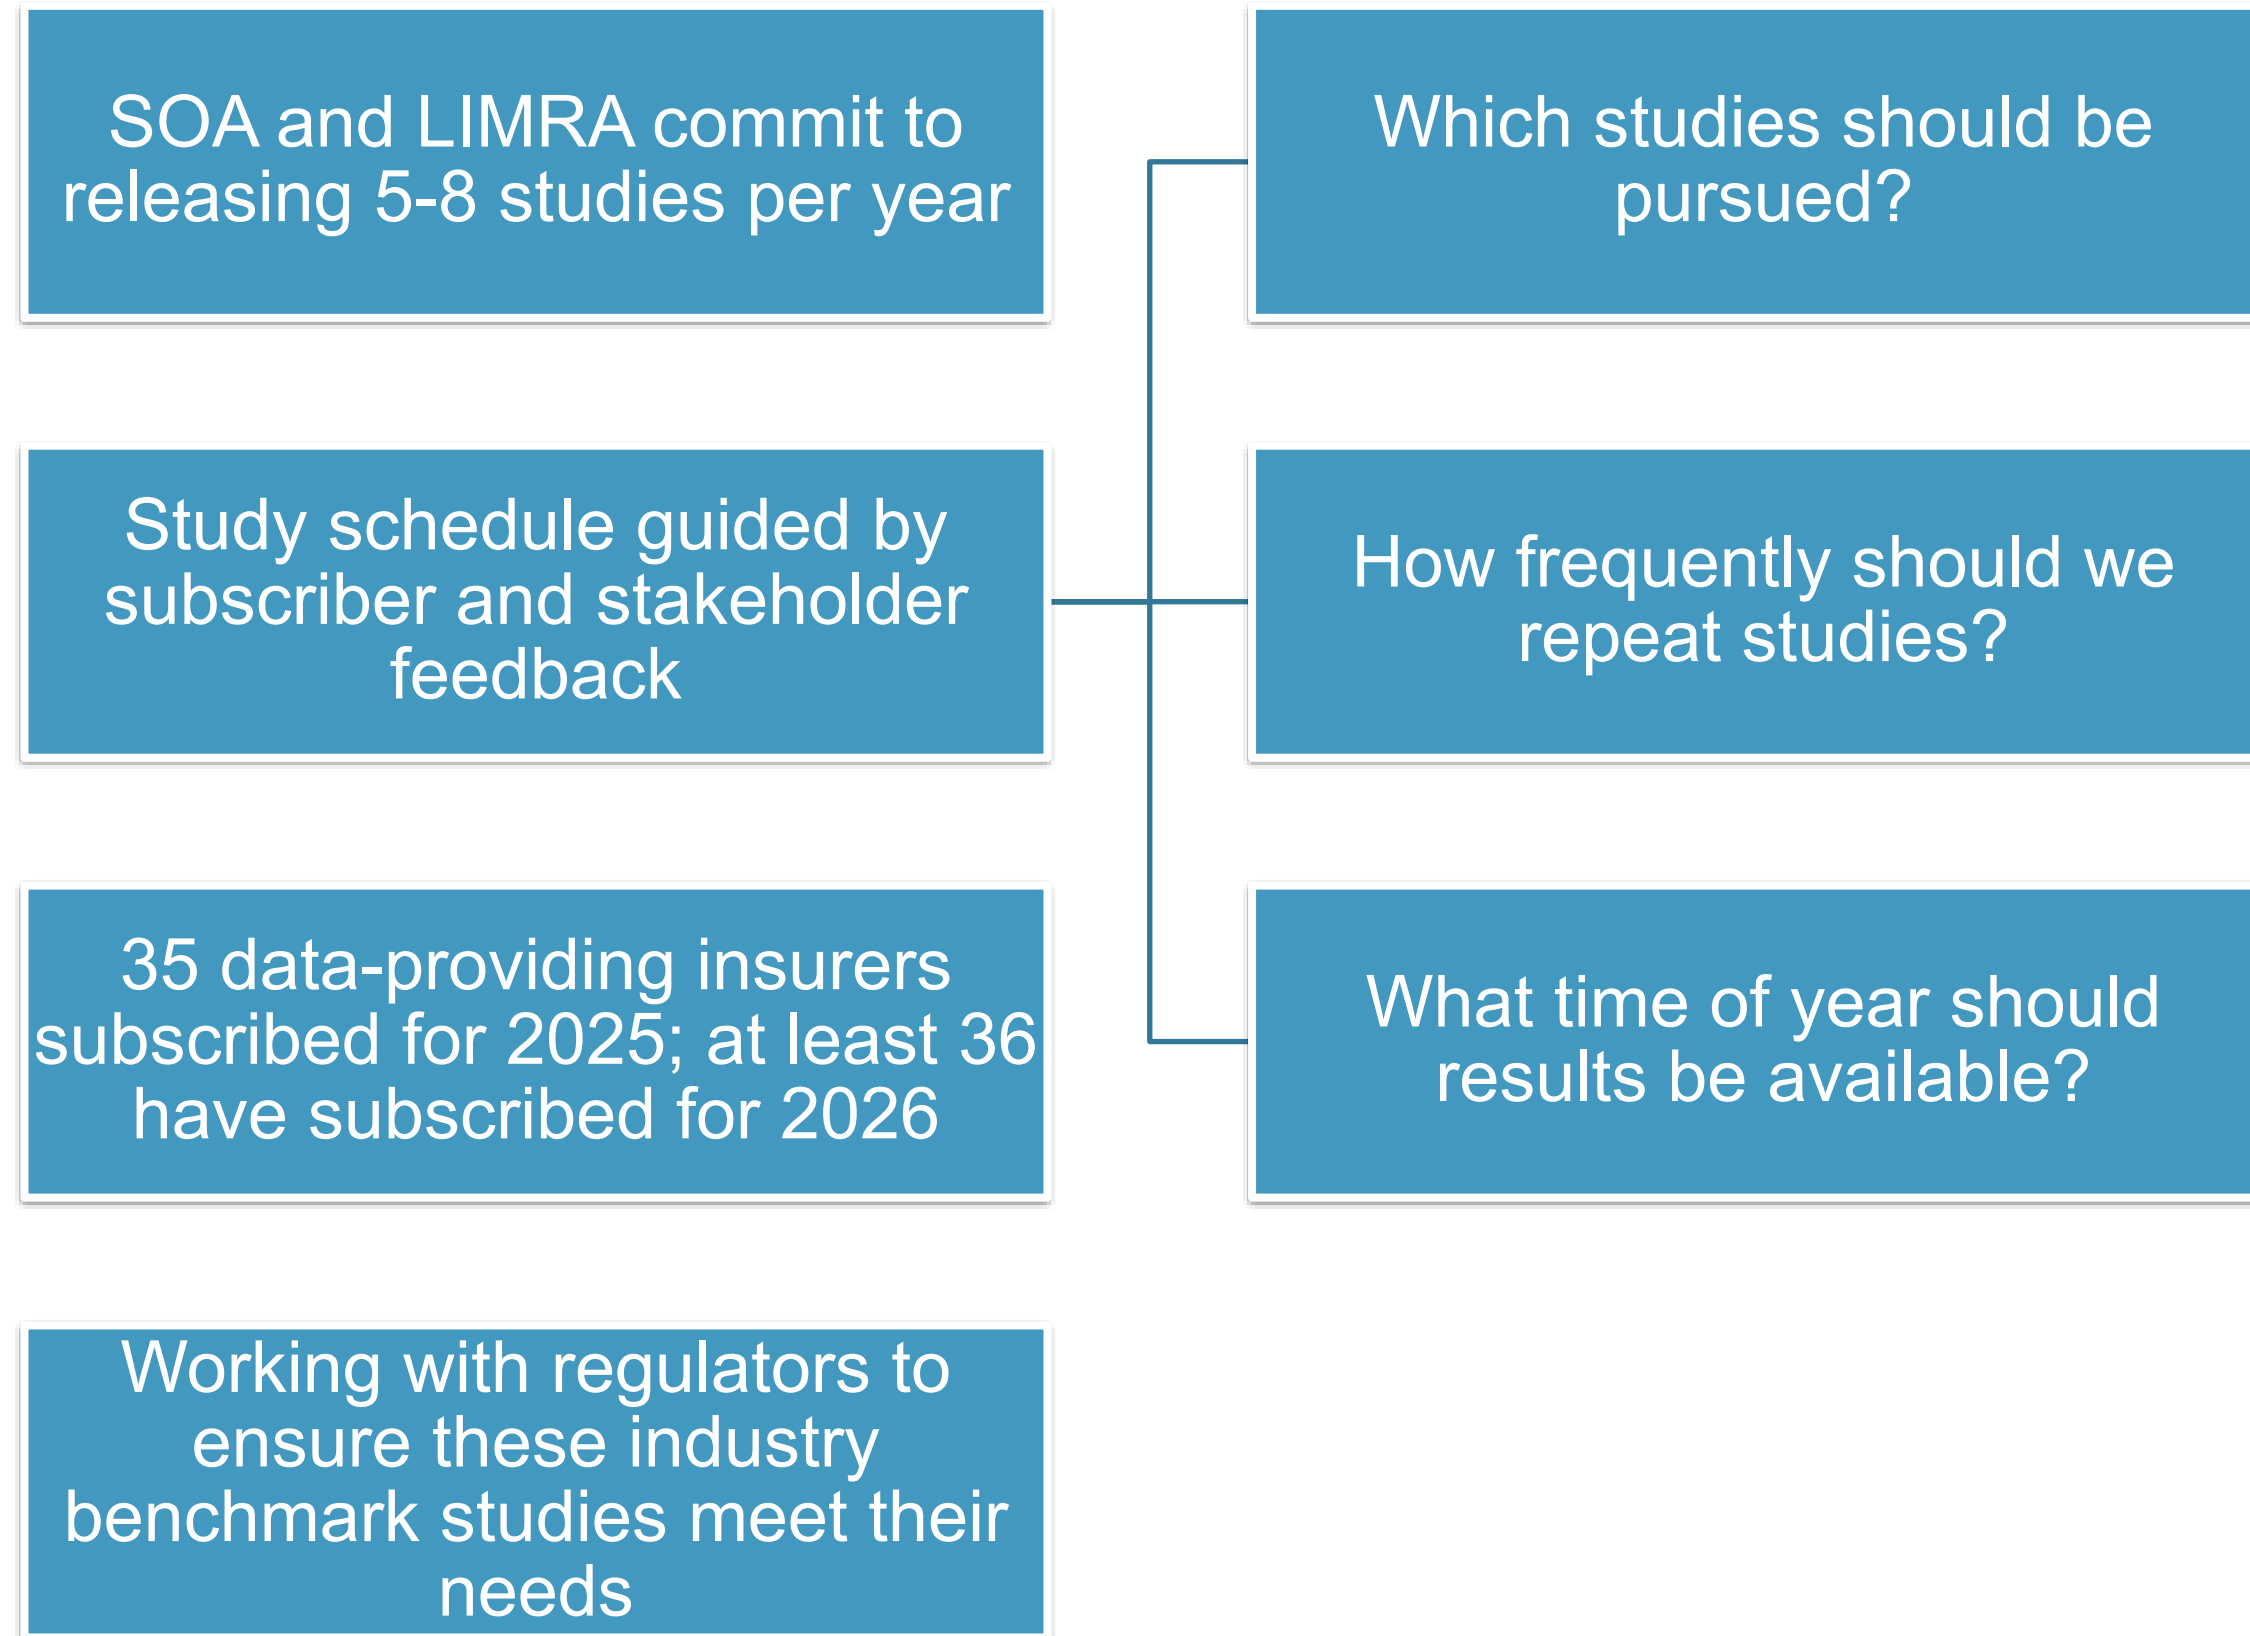 SOA and LIMRA commit to
releasing 5-8 studies per year
Study schedule guided by
subscriber and stakeholder
feedback
Which studies should be
pursued?
How frequently should we
repeat studies?
What time of year should
results be available?
35 data-providing insurers
subscribed for 2025; at least 36
have subscribed for 2026
Working with regulators to
ensure these industry
benchmark studies meet their
needs